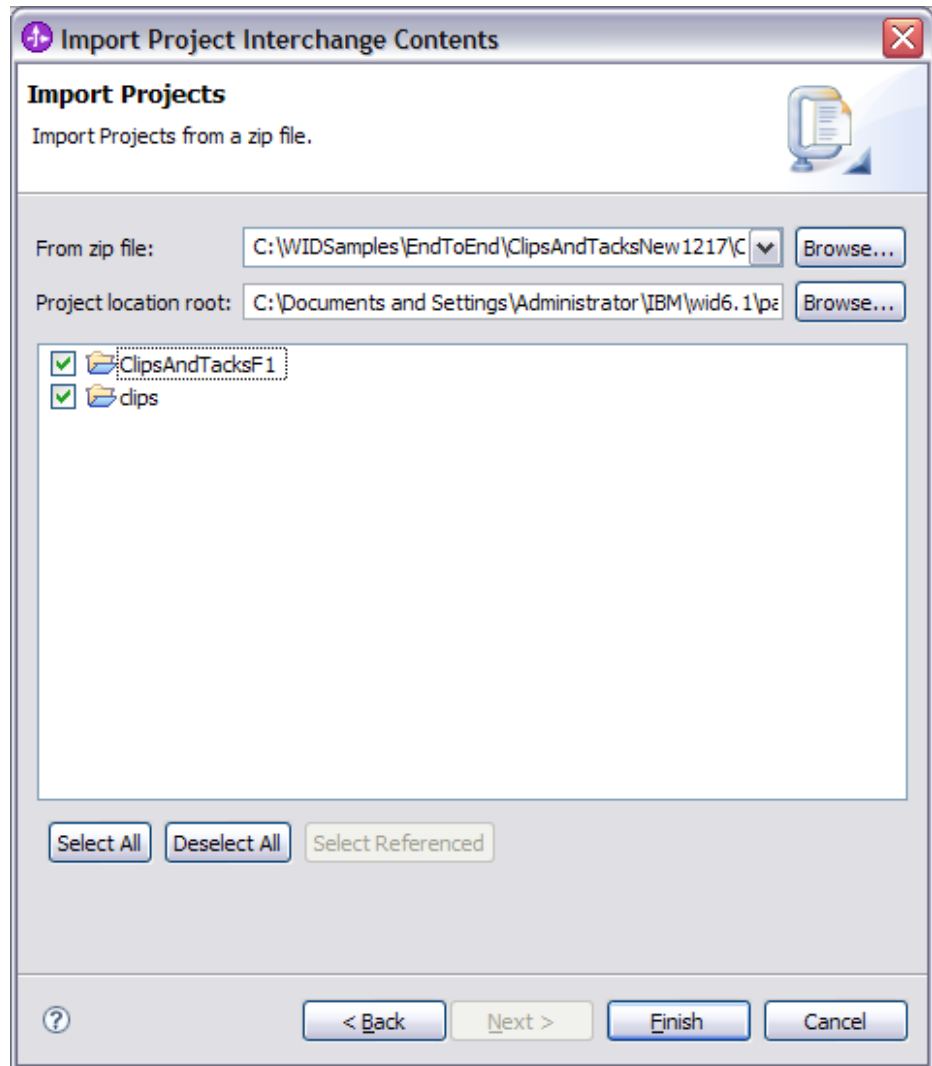 Import Project Interchange Contents
Import Projects
Import Projects from a zip file.
From zip file: C:\WIDSamples\EndToEnd\ClipsAndTacksNew1217\C Browse...
Project location root: C:\Documents and Settings\Administrator\IBM\wid6.1\pa Browse...
ClipsAndTacksF1
clips
Select All Deselect All Select Referenced
? < Back Next > Finish Cancel